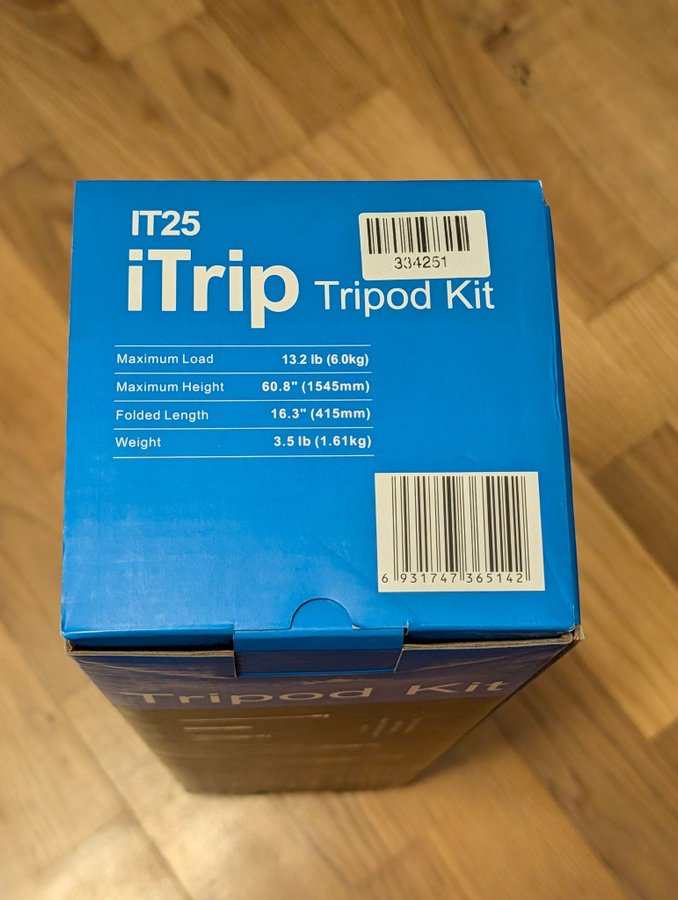 IT25
334251
iTrip Tripod Kit
Maximum Load 13.2 lb (6.0kg)
Maximum Height 60.8" (1545mm)
Folded Length 16.3" (415mm)
Weight 3.5 lb (1.61kg)
6 931747 365142
Tripod Kit